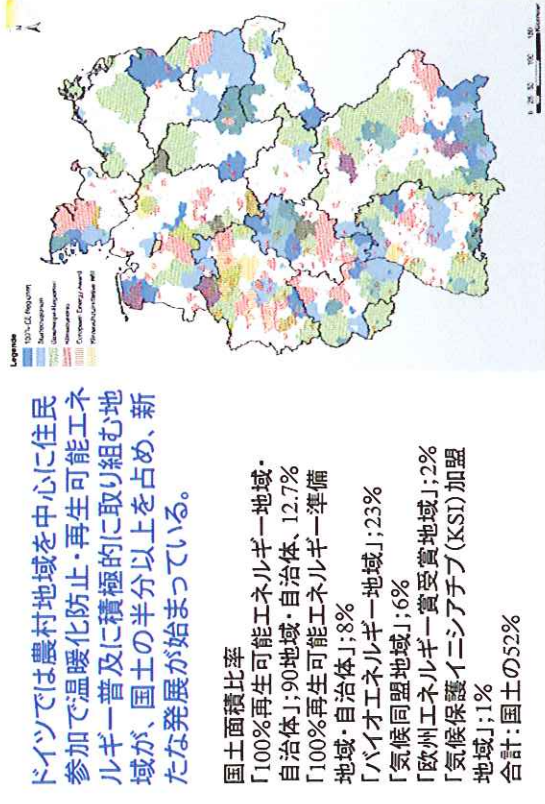 ドイツでは農村地域を中心に住民
参加で温暖化防止・再生可能エネ
ルギー普及に積極的に取り組む地
域が、国土の半分以上を占め、新
たな発展が始まっている。
国土面積比率
「100%再生可能エネルギー地域・
自治体」;90地域・自治体、12.7%
「100%再生可能エネルギー準備
地域・自治体」;8%
「バイオエネルギー地域」;23%
「気候同盟地域」;6%
「欧州エネルギー賞受賞地域」;2%
「気候保護イニシアチブ(KSI)加盟
地域」;1%
合計:国土の52%
Legende
100%-EE Regionen
European Energy Award